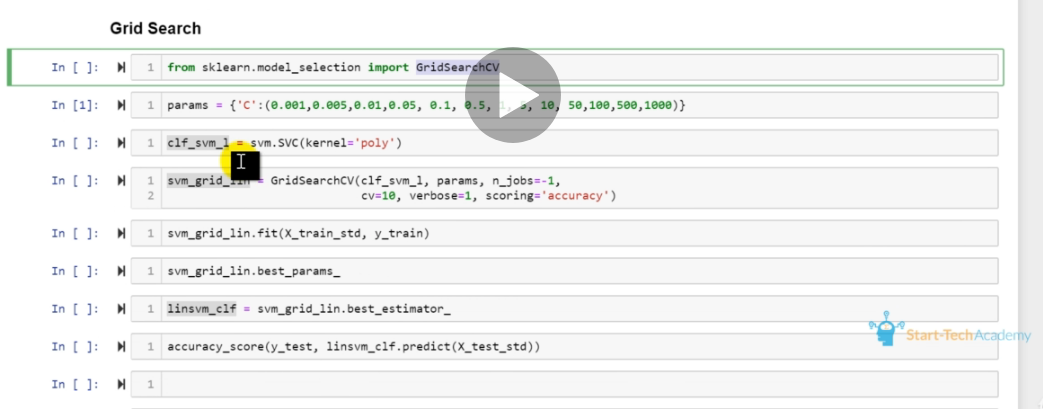 Grid Search
In [ ]: 1 from sklearn.model_selection import GridSearchCV
In [1]: 1 params = {'C':(0.001,0.005,0.01,0.05, 0.1, 0.5, 1, 5, 10, 50,100,500,1000)}
In [ ]: 1 clf_svm_l = svm.SVC(kernel='poly')
In [ ]: 1 svm_grid_lin = GridSearchCV(clf_svm_l, params, n_jobs=-1,
2 cv=10, verbose=1, scoring='accuracy')
In [ ]: 1 svm_grid_lin.fit(X_train_std, y_train)
In [ ]: 1 svm_grid_lin.best_params_
In [ ]: 1 linsvm_clf = svm_grid_lin.best_estimator_
Start-TechAcademy
In [ ]: 1 accuracy_score(y_test, linsvm_clf.predict(X_test_std))
In [ ]: 1